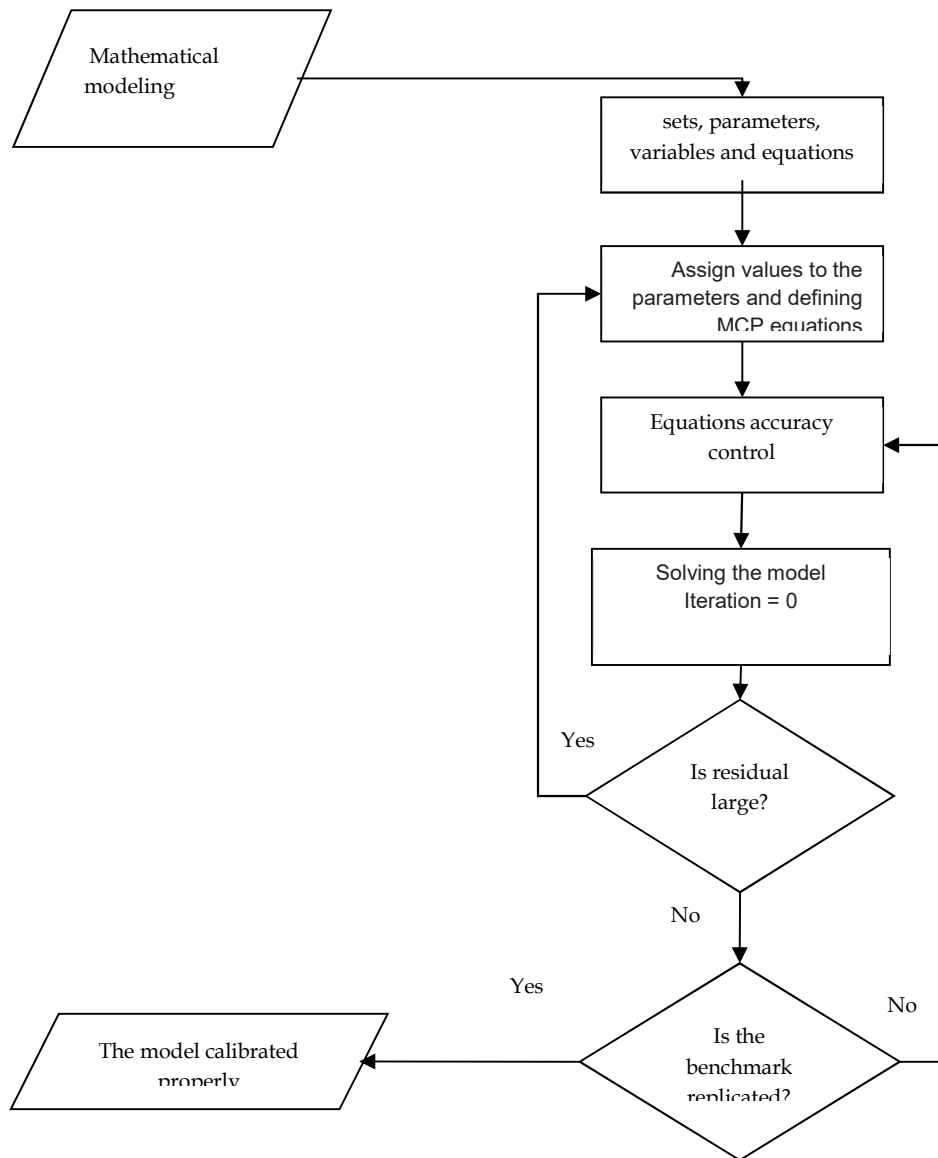 Mathematical
modeling
sets, parameters,
variables and equations
Assign values to the
parameters and defining
MCP equations
Equations accuracy
control
Solving the model
Iteration = 0
Yes
Is residual
large?
No
Yes
No
The model calibrated
properly
Is the
benchmark
replicated?